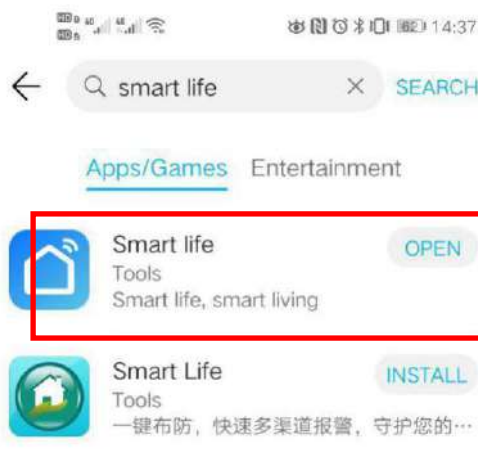 14:37
smart life
SEARCH
Apps/Games Entertainment
Smart life
OPEN
Tools
Smart life, smart living
Smart Life
INSTALL
Tools
一键布防，快速多渠道报警，守护您的…